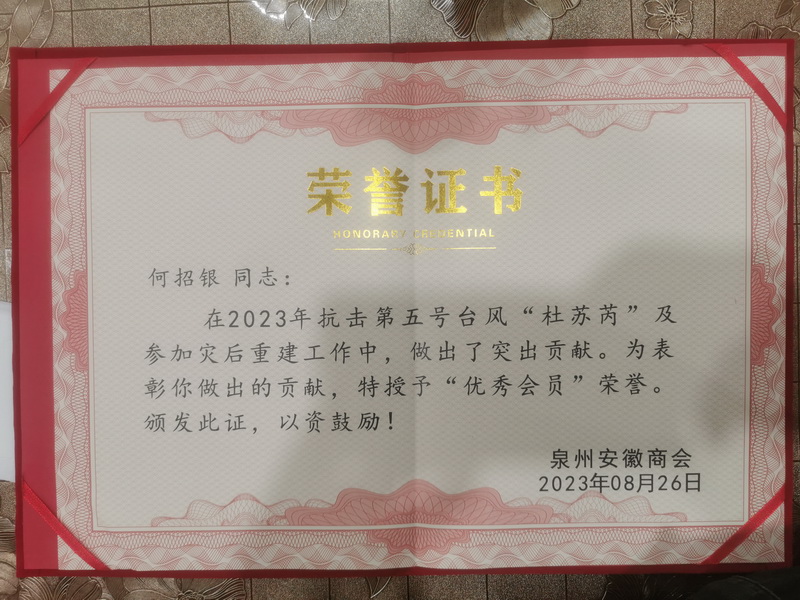 荣誉证书
HONORARY CREDENTIAL
何招银 同志：
在2023年抗击第五号台风“杜苏芮”及
参加灾后重建工作中，做出了突出贡献。为表
彰你做出的贡献，特授予“优秀会员”荣誉。
颁发此证，以资鼓励！
泉州安徽商会
2023年08月26日